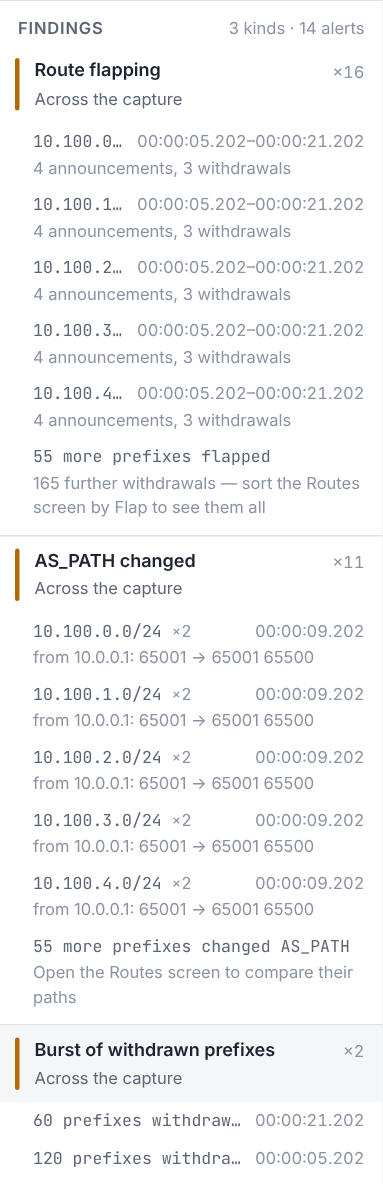 FINDINGS 3 kinds · 14 alerts
Route flapping ×16
Across the capture
10.100.0… 00:00:05.202–00:00:21.202
4 announcements, 3 withdrawals
10.100.1… 00:00:05.202–00:00:21.202
4 announcements, 3 withdrawals
10.100.2… 00:00:05.202–00:00:21.202
4 announcements, 3 withdrawals
10.100.3… 00:00:05.202–00:00:21.202
4 announcements, 3 withdrawals
10.100.4… 00:00:05.202–00:00:21.202
4 announcements, 3 withdrawals
55 more prefixes flapped
165 further withdrawals — sort the Routes
screen by Flap to see them all
AS_PATH changed ×11
Across the capture
10.100.0.0/24 ×2 00:00:09.202
from 10.0.0.1: 65001 → 65001 65500
10.100.1.0/24 ×2 00:00:09.202
from 10.0.0.1: 65001 → 65001 65500
10.100.2.0/24 ×2 00:00:09.202
from 10.0.0.1: 65001 → 65001 65500
10.100.3.0/24 ×2 00:00:09.202
from 10.0.0.1: 65001 → 65001 65500
10.100.4.0/24 ×2 00:00:09.202
from 10.0.0.1: 65001 → 65001 65500
55 more prefixes changed AS_PATH
Open the Routes screen to compare their
paths
Burst of withdrawn prefixes ×2
Across the capture
60 prefixes withdraw… 00:00:21.202
120 prefixes withdra… 00:00:05.202